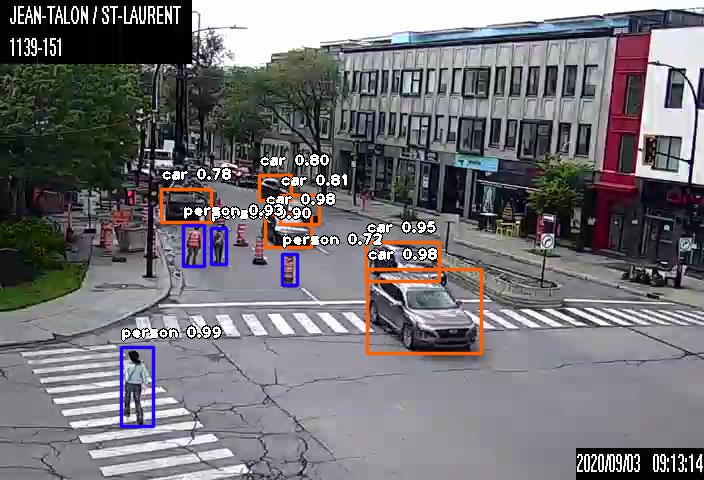 JEAN-TALON / ST-LAURENT
1139-151
car 0.80
car 0.78
car 0.81
car 0.98
person 0.93
0.90
car 0.95
person 0.72
car 0.98
person 0.99
2020/09/03 09:13:14